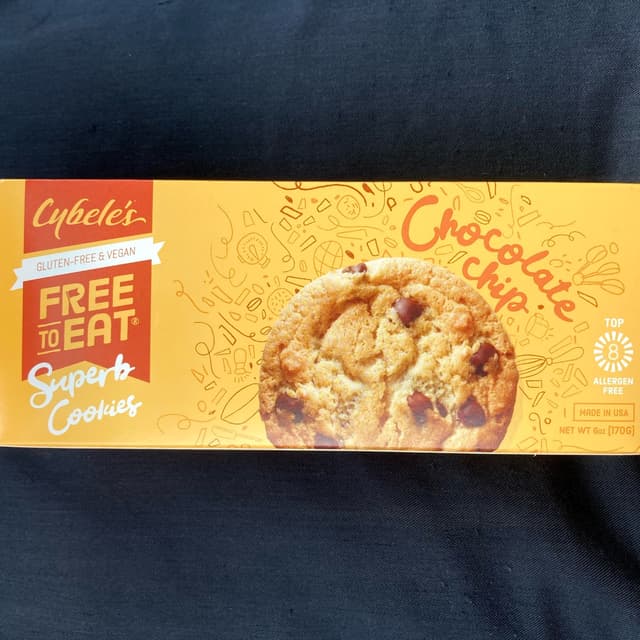 Cybele's
GLUTEN-FREE & VEGAN
FREE
TO EAT®
Superb
Cookies
Chocolate
chip
TOP
8
ALLERGEN
FREE
MADE IN USA
NET WT 6oz (170G)